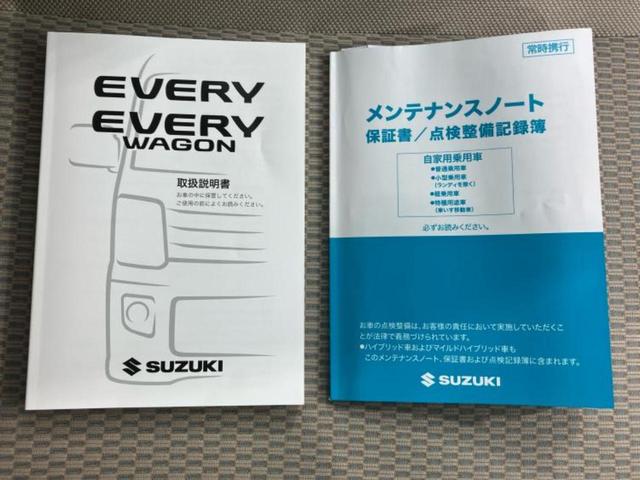 EVERY
EVERY
WAGON
取扱説明書
お車の中に保管してください。
ご使用の前によくお読みください。
SUZUKI
常時携行
メンテナンスノート
保証書／点検整備記録簿
自家用乗用車
●普通乗用車
●小型乗用車
（ランディを除く）
●軽乗用車
●特種用途車
（車いす移動車）
必ずお読みください。
お車の点検整備は、お客様の責任において実施していただくこ
とが法律で義務づけられています。
●ハイブリッド車およびマイルドハイブリッド車も
このメンテナンスノート、保証書および点検記録簿に含まれます。
SUZUKI